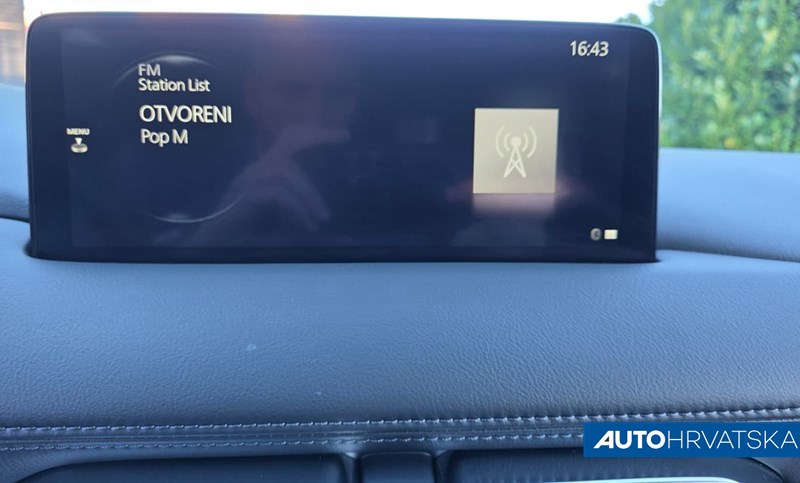 16:43
FM
Station List
OTVORENI
Pop M
MENU
AUTOHRVATSKA